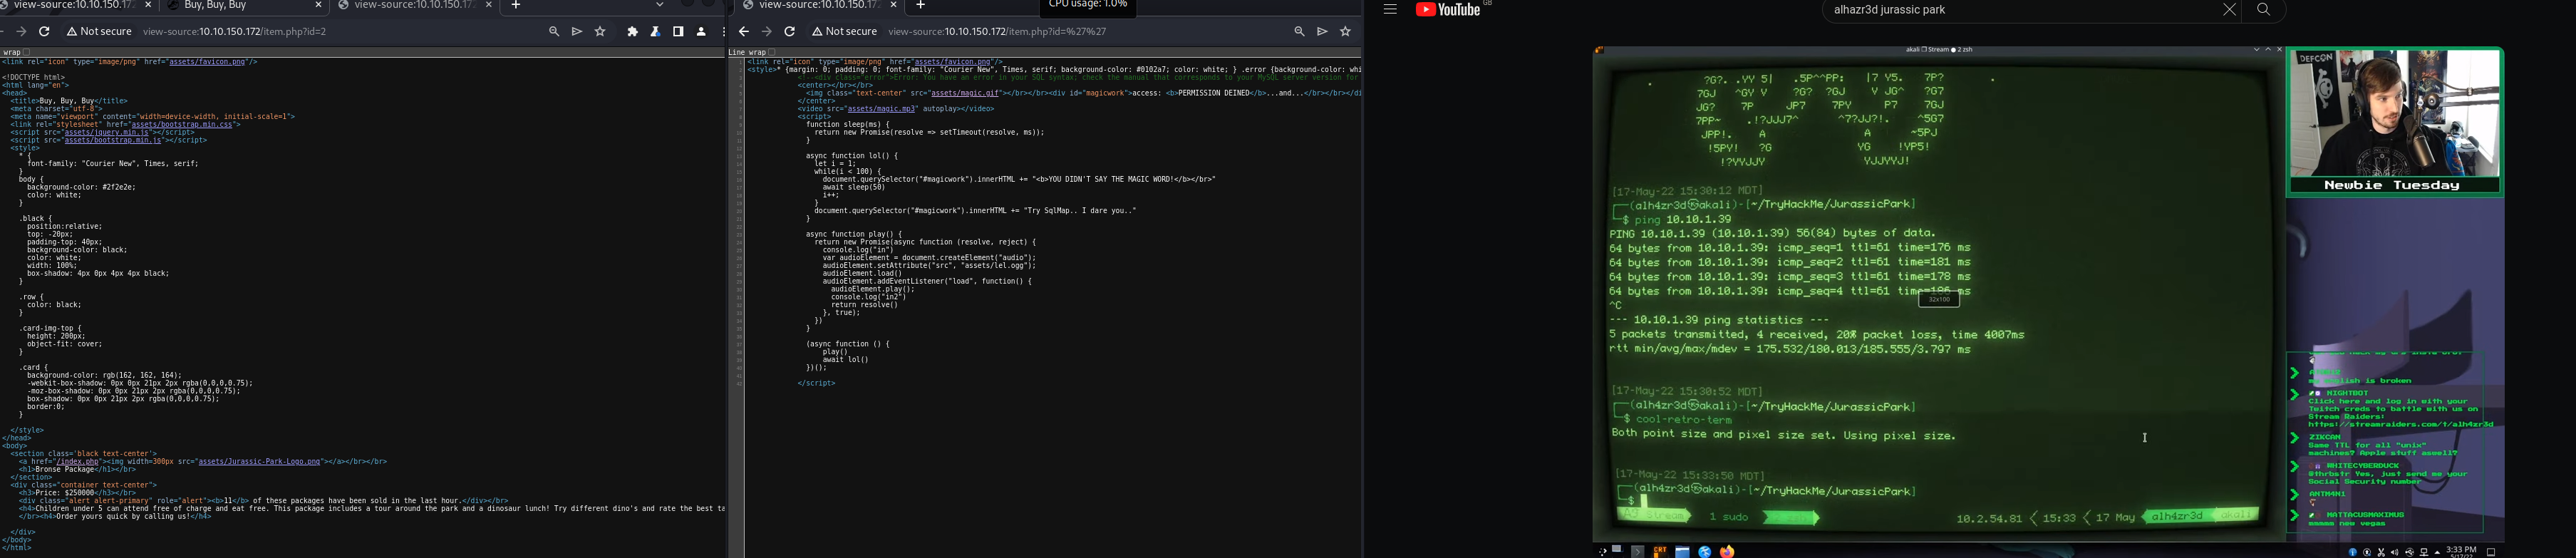 view-source:10.10.150.17
Buy, Buy, Buy
view-source:10.10.150.172
Not secure
view-source:10.10.150.172/item.php?id=2
wrap
<link rel="icon" type="image/png" href="assets/favicon.png"/>
<!DOCTYPE html>
<html lang="en">
<head>
<title>Buy, Buy, Buy</title>
<meta charset="utf-8">
<meta name="viewport" content="width=device-width, initial-scale=1">
<link rel="stylesheet" href="assets/bootstrap.min.css">
<script src="assets/jquery.min.js"></script>
<script src="assets/bootstrap.min.js"></script>
<style>
* {
font-family: "Courier New", Times, serif;
}
body {
background-color: #2f2e2e;
color: white;
}
.black {
position:relative;
top: -20px;
padding-top: 40px;
background-color: black;
color: white;
width: 100%;
box-shadow: 4px 0px 4px 4px black;
}
.row {
color: black;
}
.card-img-top {
height: 200px;
object-fit: cover;
}
.card {
background-color: rgb(162, 162, 164);
-webkit-box-shadow: 0px 0px 21px 2px rgba(0,0,0,0.75);
-moz-box-shadow: 0px 0px 21px 2px rgba(0,0,0,0.75);
box-shadow: 0px 0px 21px 2px rgba(0,0,0,0.75);
border:0;
}
</style>
</head>
<body>
<section class='black text-center'>
<a href="/index.php"><img width=300px src="assets/Jurassic-Park-Logo.png"></a></br></br>
<h1>Bronse Package</h1></br>
</section>
<div class="container text-center">
<h3>Price: $250000</h3></br>
<div class="alert alert-primary" role="alert"><b>11</b> of these packages have been sold in the last hour.</div></br>
<h4>Children under 5 can attend free of charge and eat free. This package includes a tour around the park and a dinosaur lunch! Try different dino's and rate the best ta
</br><h4>Order yours quick by calling us!</h4>
</div>
</body>
</html>
view-source:10.10.150.172
CPU usage: 1.0%
Not secure
view-source:10.10.150.172/item.php?id=%27%27
Line wrap
<link rel="icon" type="image/png" href="assets/favicon.png"/>
<style>* {margin: 0; padding: 0; font-family: "Courier New", Times, serif; background-color: #0102a7; color: white; } .error {background-color: whi
<!--<div class="error">Error: You have an error in your SQL syntax; check the manual that corresponds to your MySQL server version for
<center></br></br>
<img class="text-center" src="assets/magic.gif"></br></br><div id="magicwork">access: <b>PERMISSION DEINED</b>...and...</br></br></di
</center>
<video src="assets/magic.mp3" autoplay></video>
<script>
function sleep(ms) {
return new Promise(resolve => setTimeout(resolve, ms));
}
async function lol() {
let i = 1;
while(i < 100) {
document.querySelector("#magicwork").innerHTML += "<b>YOU DIDN'T SAY THE MAGIC WORD!</b></br>"
await sleep(50)
i++;
}
document.querySelector("#magicwork").innerHTML += "Try SqlMap.. I dare you.."
}
async function play() {
return new Promise(async function (resolve, reject) {
console.log("in")
var audioElement = document.createElement("audio");
audioElement.setAttribute("src", "assets/lel.ogg");
audioElement.load()
audioElement.addEventListener("load", function() {
audioElement.play();
console.log("in2")
return resolve()
}, true);
})
}
(async function () {
play()
await lol()
})();
</script>
YouTube GB
alhazr3d jurassic park
akali ❐ Stream ● 2 zsh
[17-May-22 15:30:12 MDT]
┌──(alh4zr3d㉿akali)-[~/TryHackMe/JurassicPark]
└─$ ping 10.10.1.39
PING 10.10.1.39 (10.10.1.39) 56(84) bytes of data.
64 bytes from 10.10.1.39: icmp_seq=1 ttl=61 time=176 ms
64 bytes from 10.10.1.39: icmp_seq=2 ttl=61 time=181 ms
64 bytes from 10.10.1.39: icmp_seq=3 ttl=61 time=178 ms
64 bytes from 10.10.1.39: icmp_seq=4 ttl=61 time=186 ms
32x100
^C
--- 10.10.1.39 ping statistics ---
5 packets transmitted, 4 received, 20% packet loss, time 4007ms
rtt min/avg/max/mdev = 175.532/180.013/185.555/3.797 ms
[17-May-22 15:30:52 MDT]
┌──(alh4zr3d㉿akali)-[~/TryHackMe/JurassicPark]
└─$ cool-retro-term
Both point size and pixel size set. Using pixel size.
[17-May-22 15:33:50 MDT]
┌──(alh4zr3d㉿akali)-[~/TryHackMe/JurassicPark]
└─$
Stream 1 sudo 10.2.54.81 15:33 17 May alh4zr3d akali
DEFCON
Newbie Tuesday
english is broken
NIGHTBOT
Click here and log in with your
Twitch creds to battle with us on
Stream Raiders:
https://streamraiders.com/t/alh4zr3d
ZIKCAN
Same TTL for all "unix"
machines? Apple stuff aswell?
WHITECYBERDUCK
@thrbstr Yes, just send me your
Social Security number
ANTM4N1
MATTACUSMAXIMUS
mmmm new vegas
3:33 PM